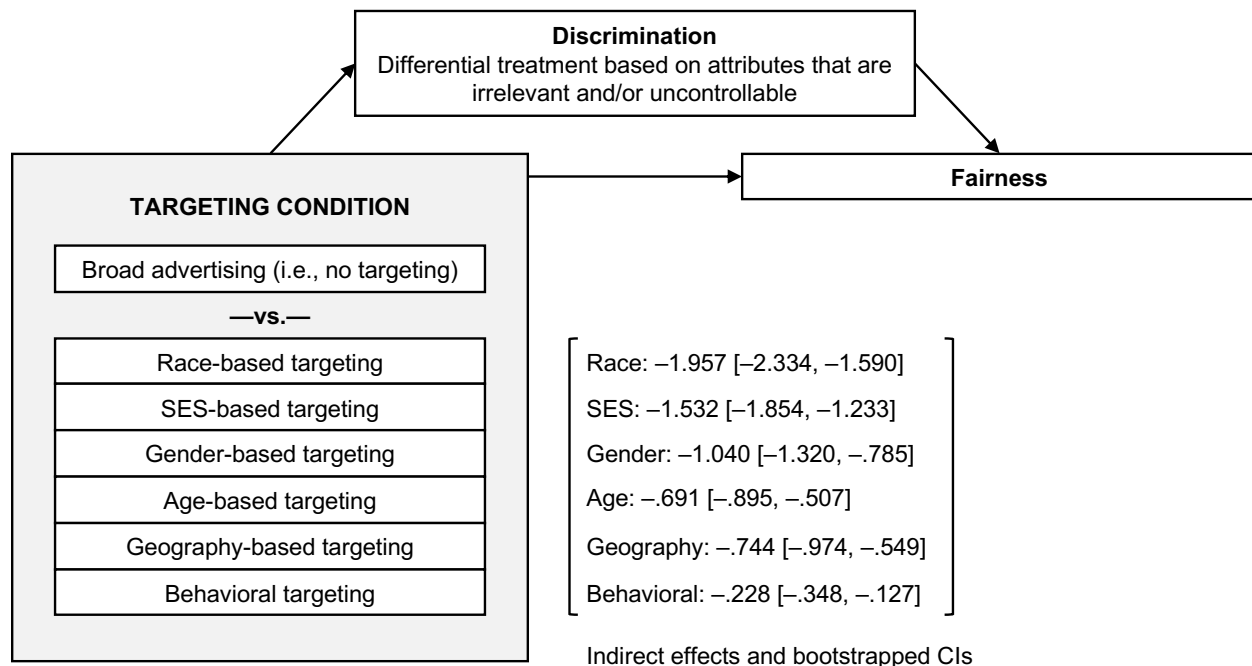 Discrimination
Differential treatment based on attributes that are
irrelevant and/or uncontrollable
Fairness
TARGETING CONDITION
Broad advertising (i.e., no targeting)
—vs.—
Race-based targeting
SES-based targeting
Gender-based targeting
Age-based targeting
Geography-based targeting
Behavioral targeting
Race: –1.957 [–2.334, –1.590]
SES: –1.532 [–1.854, –1.233]
Gender: –1.040 [–1.320, –.785]
Age: –.691 [–.895, –.507]
Geography: –.744 [–.974, –.549]
Behavioral: –.228 [–.348, –.127]
Indirect effects and bootstrapped CIs